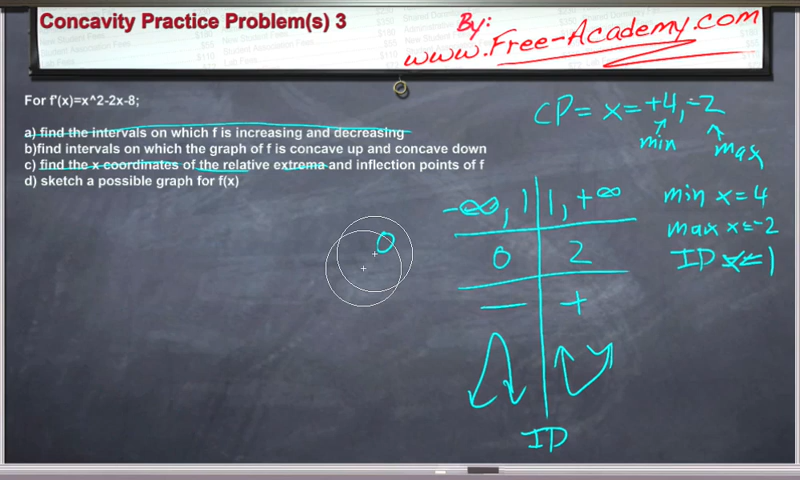 Concavity Practice Problem(s) 3
By:
www.Free-Academy.com
For f'(x)=x^2-2x-8;
a) find the intervals on which f is increasing and decreasing
b)find intervals on which the graph of f is concave up and concave down
c) find the x coordinates of the relative extrema and inflection points of f
d) sketch a possible graph for f(x)
CP= x=+4,-2
min max
min x=4
max x=-2
IP x=1
-∞, 1 1, +∞
0 2
- +
IP
0